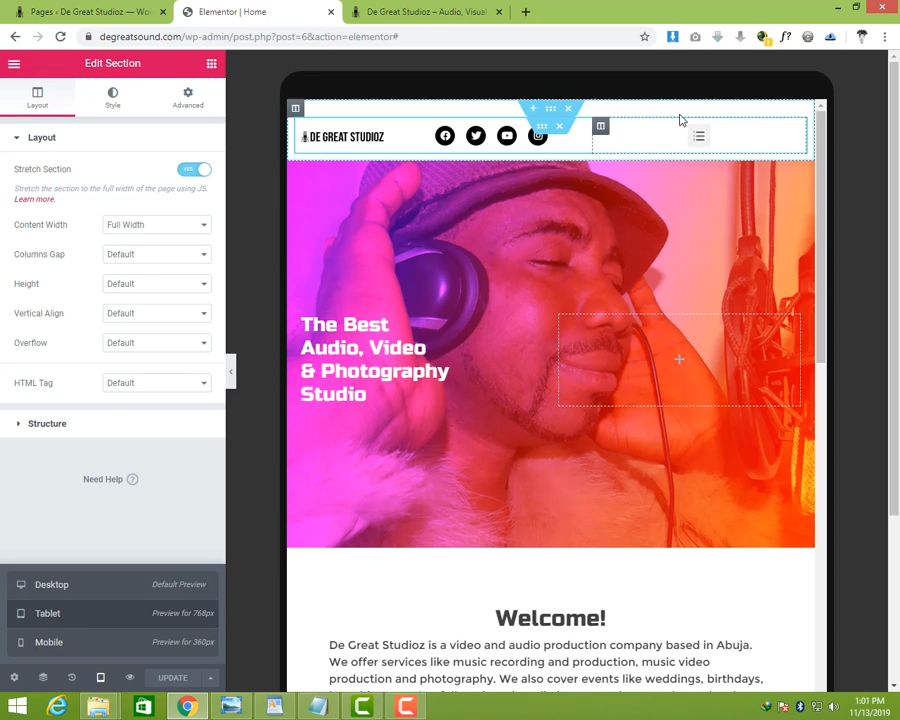 Pages ‹ De Great Studioz — Wo
Elementor | Home
De Great Studioz – Audio, Visual
degreatsound.com/wp-admin/post.php?post=6&action=elementor#
f?
Edit Section
Layout
Style
Advanced
Layout
Stretch Section
YES
Stretch the section to the full width of the page using JS.
Learn more.
Content Width
Full Width
Columns Gap
Default
Height
Default
Vertical Align
Default
Overflow
Default
HTML Tag
Default
Structure
Need Help
Desktop
Default Preview
Tablet
Preview for 768px
Mobile
Preview for 360px
UPDATE
DE GREAT STUDIOZ
The Best
Audio, Video
& Photography
Studio
Welcome!
De Great Studioz is a video and audio production company based in Abuja.
We offer services like music recording and production, music video
production and photography. We also cover events like weddings, birthdays,
1:01 PM
11/13/2019